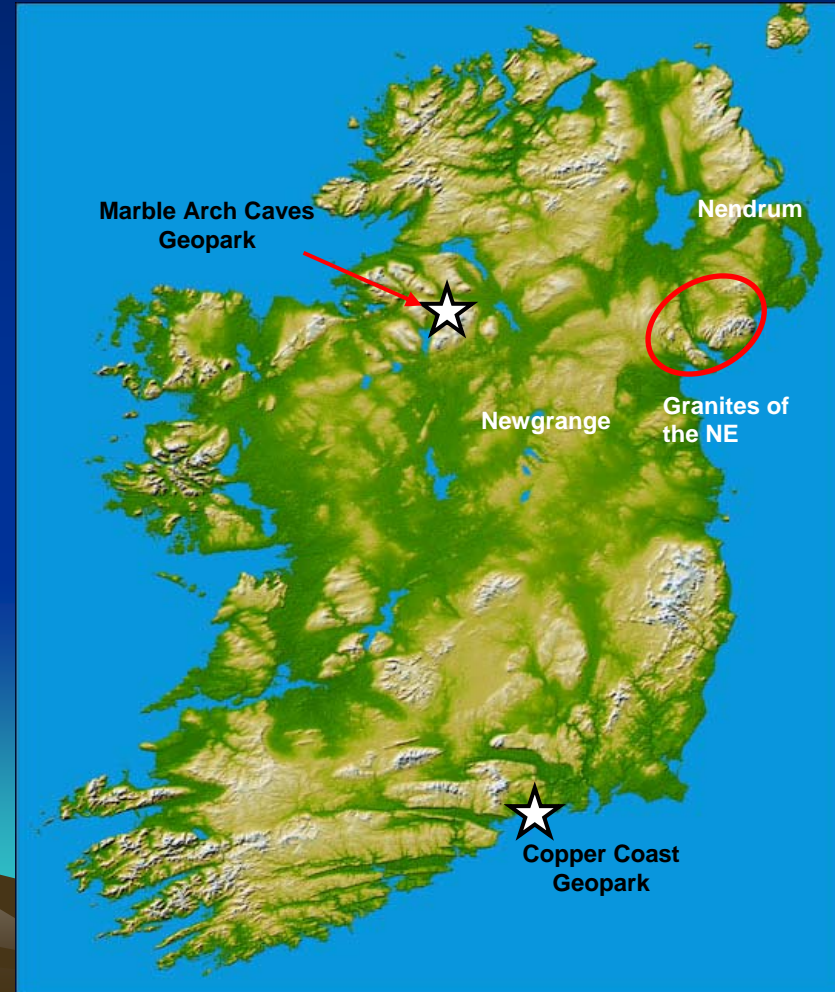 Marble Arch Caves
Geopark
Nendrum
Newgrange
Granites of
the NE
Copper Coast
Geopark